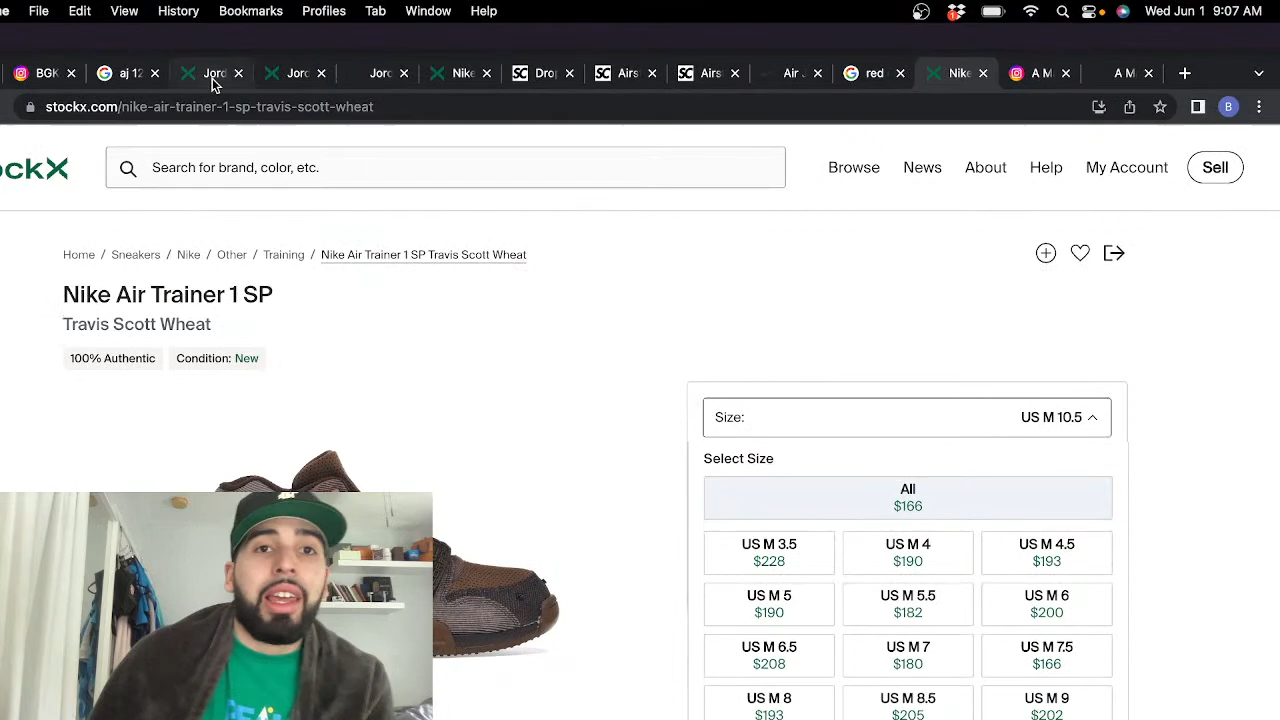 File Edit View History Bookmarks Profiles Tab Window Help Wed Jun 1 9:07 AM
BGK aj 12 Jord Jorc Jorc Nike Drop Airs Airs Air J red Nike A M A M
stockx.com/nike-air-trainer-1-sp-travis-scott-wheat B
ockX Search for brand, color, etc. Browse News About Help My Account Sell
Home / Sneakers / Nike / Other / Training / Nike Air Trainer 1 SP Travis Scott Wheat
Nike Air Trainer 1 SP
Travis Scott Wheat
100% Authentic Condition: New
Size: US M 10.5
Select Size
All
$166
US M 3.5 US M 4 US M 4.5
$228 $190 $193
US M 5 US M 5.5 US M 6
$190 $182 $200
US M 6.5 US M 7 US M 7.5
$208 $180 $166
US M 8 US M 8.5 US M 9
$193 $205 $202